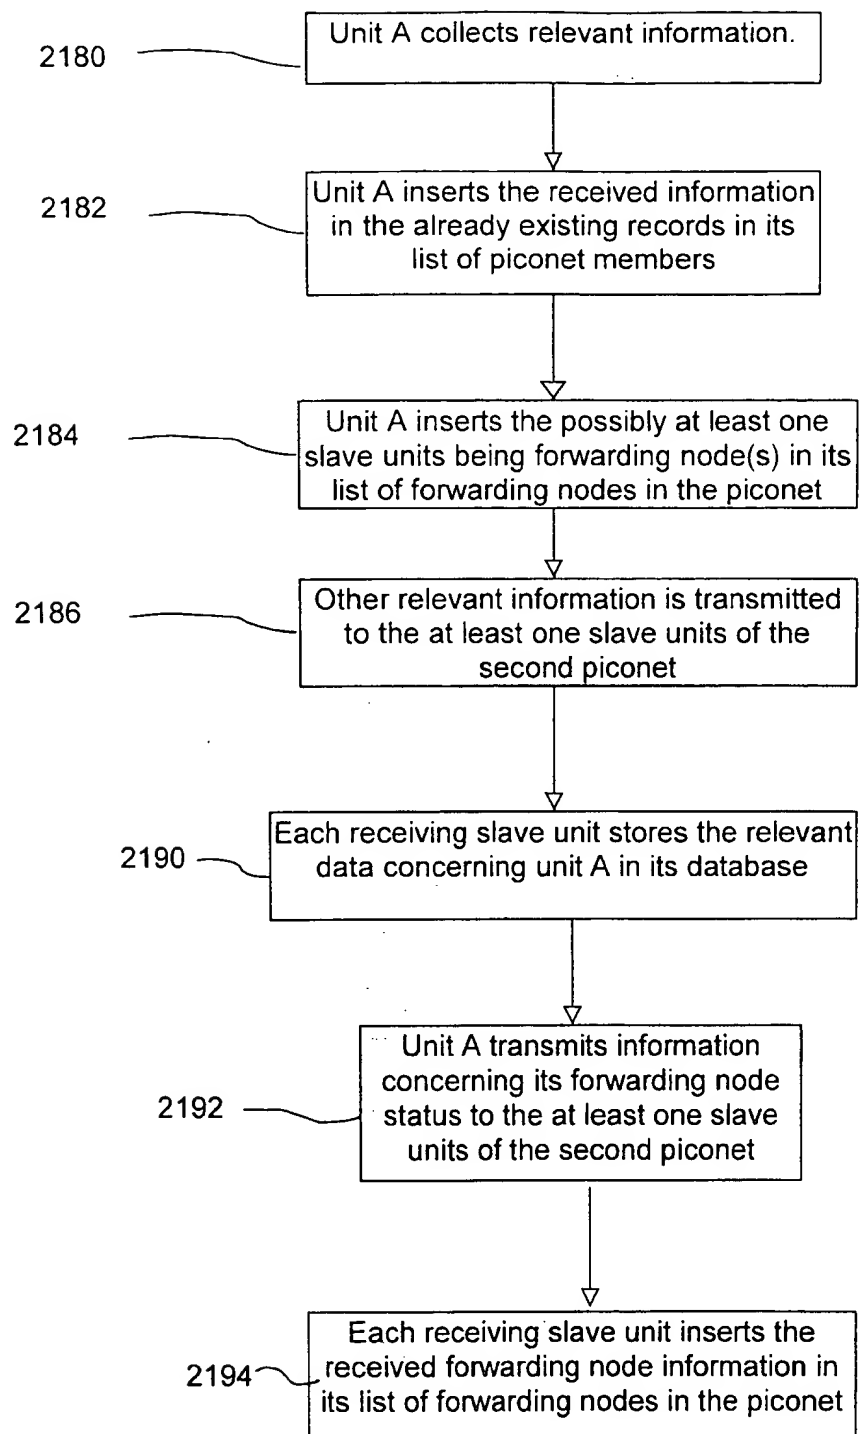 2180
Unit A collects relevant information.
2182
Unit A inserts the received information
in the already existing records in its
list of piconet members
2184
Unit A inserts the possibly at least one
slave units being forwarding node(s) in its
list of forwarding nodes in the piconet
2186
Other relevant information is transmitted
to the at least one slave units of the
second piconet
2190
Each receiving slave unit stores the relevant
data concerning unit A in its database
2192
Unit A transmits information
concerning its forwarding node
status to the at least one slave
units of the second piconet
2194
Each receiving slave unit inserts the
received forwarding node information in
its list of forwarding nodes in the piconet